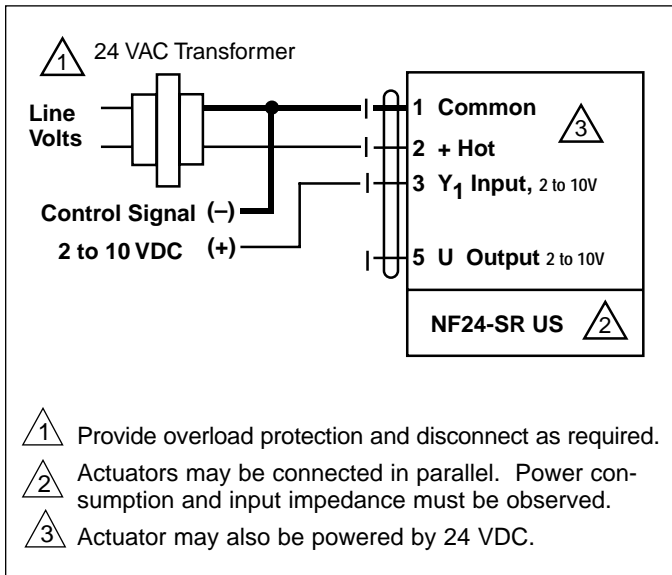 1 24 VAC Transformer
Line
Volts
1 Common
3
2 + Hot
3 Y1 Input, 2 to 10V
Control Signal (–)
2 to 10 VDC (+)
5 U Output 2 to 10V
NF24-SR US 2
1 Provide overload protection and disconnect as required.
2 Actuators may be connected in parallel. Power con-
sumption and input impedance must be observed.
3 Actuator may also be powered by 24 VDC.